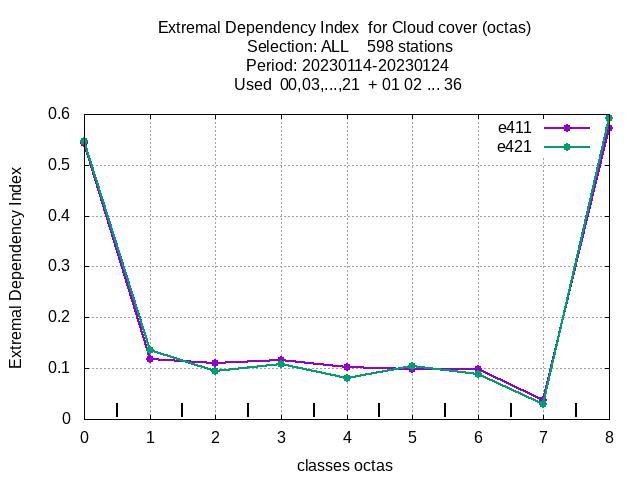 Extremal Dependency Index  for Cloud cover (octas)
Selection: ALL    598 stations
Period: 20230114-20230124
Used  00,03,...,21  + 01 02 ... 36
0.6
0.5
0.4
0.3
0.2
0.1
0
Extremal Dependency Index
e411
e421
0 1 2 3 4 5 6 7 8
classes octas